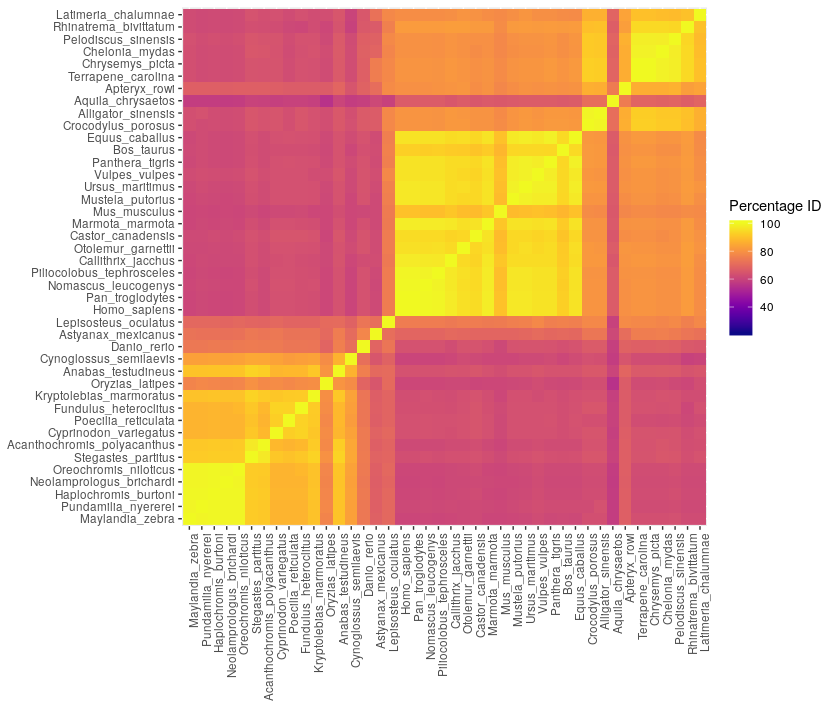 Latimeria_chalumnae
Rhinatrema_bivittatum
Pelodiscus_sinensis
Chelonia_mydas
Chrysemys_picta
Terrapene_carolina
Apteryx_rowi
Aquila_chrysaetos
Alligator_sinensis
Crocodylus_porosus
Equus_caballus
Bos_taurus
Panthera_tigris
Vulpes_vulpes
Ursus_maritimus
Mustela_putorius
Mus_musculus
Marmota_marmota
Castor_canadensis
Otolemur_garnettii
Callithrix_jacchus
Piliocolobus_tephrosceles
Nomascus_leucogenys
Pan_troglodytes
Homo_sapiens
Lepisosteus_oculatus
Astyanax_mexicanus
Danio_rerio
Cynoglossus_semilaevis
Anabas_testudineus
Oryzias_latipes
Kryptolebias_marmoratus
Fundulus_heteroclitus
Poecilia_reticulata
Cyprinodon_variegatus
Acanthochromis_polyacanthus
Stegastes_partitus
Oreochromis_niloticus
Neolamprologus_brichardi
Haplochromis_burtoni
Pundamilia_nyererei
Maylandia_zebra
Maylandia_zebra
Pundamilia_nyererei
Haplochromis_burtoni
Neolamprologus_brichardi
Oreochromis_niloticus
Stegastes_partitus
Acanthochromis_polyacanthus
Cyprinodon_variegatus
Poecilia_reticulata
Fundulus_heteroclitus
Kryptolebias_marmoratus
Oryzias_latipes
Anabas_testudineus
Cynoglossus_semilaevis
Danio_rerio
Astyanax_mexicanus
Lepisosteus_oculatus
Homo_sapiens
Pan_troglodytes
Nomascus_leucogenys
Piliocolobus_tephrosceles
Callithrix_jacchus
Otolemur_garnettii
Castor_canadensis
Marmota_marmota
Mus_musculus
Mustela_putorius
Ursus_maritimus
Vulpes_vulpes
Panthera_tigris
Bos_taurus
Equus_caballus
Crocodylus_porosus
Alligator_sinensis
Aquila_chrysaetos
Apteryx_rowi
Terrapene_carolina
Chrysemys_picta
Chelonia_mydas
Pelodiscus_sinensis
Rhinatrema_bivittatum
Latimeria_chalumnae
Percentage ID
100
80
60
40